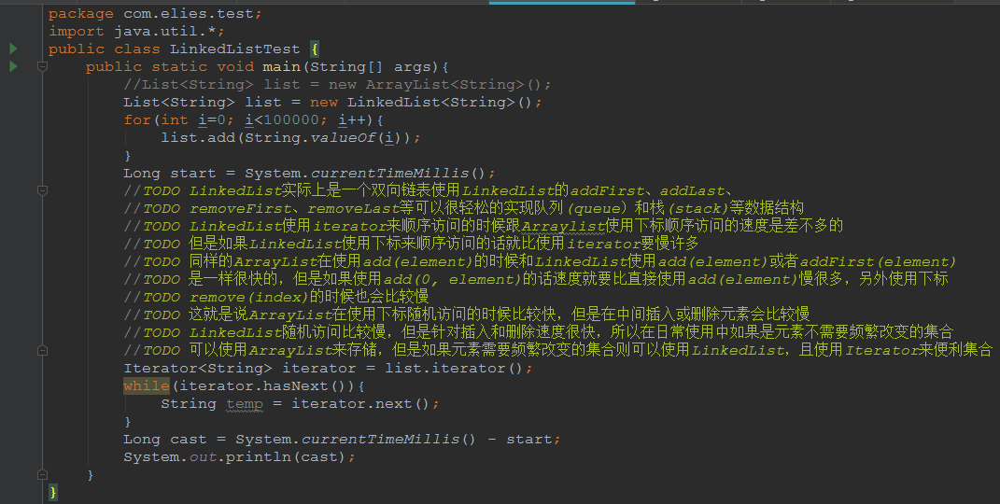 package com.elies.test;
import java.util.*;
public class LinkedListTest {
public static void main(String[] args){
//List<String> list = new ArrayList<String>();
List<String> list = new LinkedList<String>();
for(int i=0; i<100000; i++){
list.add(String.valueOf(i));
}
Long start = System.currentTimeMillis();
//TODO LinkedList实际上是一个双向链表使用LinkedList的addFirst、addLast、
//TODO removeFirst、removeLast等可以很轻松的实现队列(queue）和栈(stack)等数据结构
//TODO LinkedList使用iterator来顺序访问的时候跟Arraylist使用下标顺序访问的速度是差不多的
//TODO 但是如果LinkedList使用下标来顺序访问的话就比使用iterator要慢许多
//TODO 同样的ArrayList在使用add(element)的时候和LinkedList使用add(element)或者addFirst(element)
//TODO 是一样很快的，但是如果使用add(0, element)的话速度就要比直接使用add(element)慢很多，另外使用下标
//TODO remove(index)的时候也会比较慢
//TODO 这就是说ArrayList在使用下标随机访问的时候比较快，但是在中间插入或删除元素会比较慢
//TODO LinkedList随机访问比较慢，但是针对插入和删除速度很快，所以在日常使用中如果是元素不需要频繁改变的集合
//TODO 可以使用ArrayList来存储，但是如果元素需要频繁改变的集合则可以使用LinkedList，且使用Iterator来便利集合
Iterator<String> iterator = list.iterator();
while(iterator.hasNext()){
String temp = iterator.next();
}
Long cast = System.currentTimeMillis() - start;
System.out.println(cast);
}
}